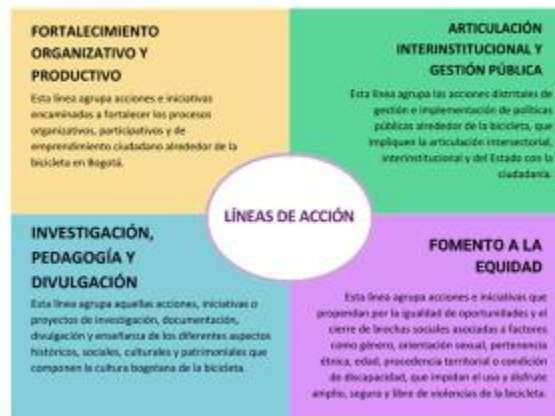 FORTALECIMIENTO
ORGANIZATIVO Y
PRODUCTIVO
Esta línea agrupa acciones e iniciativas
encaminadas a fortalecer los procesos
organizativos, participativos y de
emprendimiento ciudadano alrededor de la
bicicleta en Bogotá.
ARTICULACIÓN
INTERINSTITUCIONAL Y
GESTIÓN PÚBLICA
Esta línea agrupa las acciones distritales de
gestión e implementación de políticas
públicas alrededor de la bicicleta, que
impliquen la articulación intersectorial,
interinstitucional y del Estado con la
ciudadanía.
LÍNEAS DE ACCIÓN
INVESTIGACIÓN,
PEDAGOGÍA Y
DIVULGACIÓN
Esta línea agrupa aquellas acciones, iniciativas o
proyectos de investigación, documentación,
divulgación y enseñanza de los diferentes aspectos
históricos, sociales, culturales y patrimoniales que
componen la cultura bogotana de la bicicleta.
FOMENTO A LA
EQUIDAD
Esta línea agrupa acciones e iniciativas que
propendan por la igualdad de oportunidades y el
cierre de brechas sociales asociadas a factores
como género, orientación sexual, pertenencia
étnica, edad, procedencia territorial o condición
de discapacidad, que impidan el uso y disfrute
amplio, seguro y libre de violencias de la bicicleta.